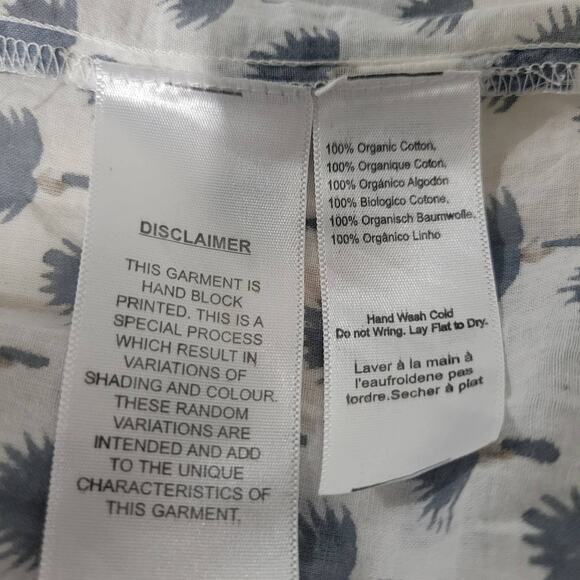 DISCLAIMER
THIS GARMENT IS
HAND BLOCK
PRINTED. THIS IS A
SPECIAL PROCESS
WHICH RESULT IN
VARIATIONS OF
SHADING AND COLOUR.
THESE RANDOM
VARIATIONS ARE
INTENDED AND ADD
TO THE UNIQUE
CHARACTERISTICS OF
THIS GARMENT,
100% Organic Cotton,
100% Organique Coton,
100% Orgánico Algodón
100% Biologico Cotone,
100% Organisch Baumwolle,
100% Orgânico Linho
Hand Wash Cold
Do not Wring. Lay Flat to Dry.
Laver à la main à
l'eaufroidene pas
tordre.Secher à plat